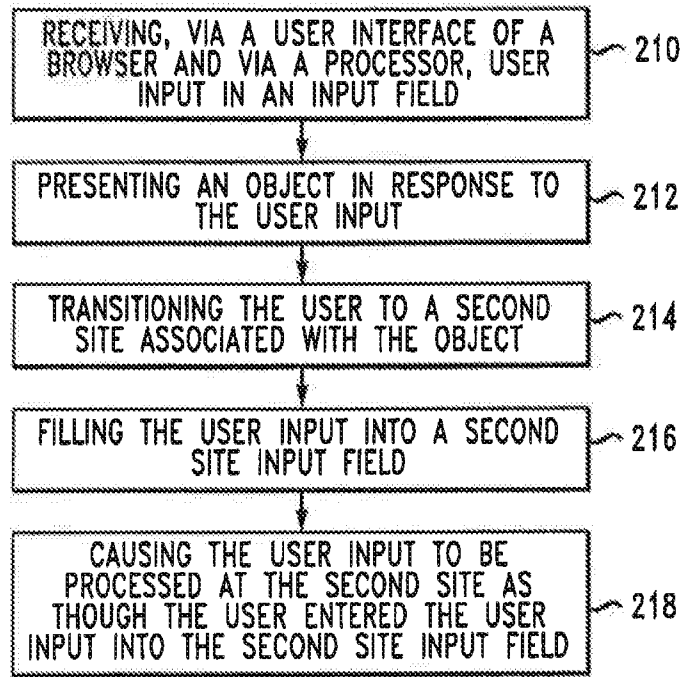 RECEIVING, VIA A USER INTERFACE OF A
BROWSER AND VIA A PROCESSOR, USER
INPUT IN AN INPUT FIELD
210
PRESENTING AN OBJECT IN RESPONSE TO
THE USER INPUT
212
TRANSITIONING THE USER TO A SECOND
SITE ASSOCIATED WITH THE OBJECT
214
FILLING THE USER INPUT INTO A SECOND
SITE INPUT FIELD
216
CAUSING THE USER INPUT TO BE
PROCESSED AT THE SECOND SITE AS
THOUGH THE USER ENTERED THE USER
INPUT INTO THE SECOND SITE INPUT FIELD
218